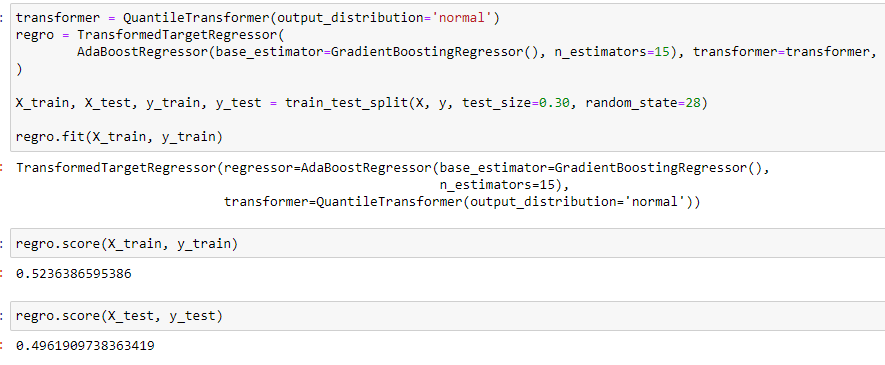 : transformer = QuantileTransformer(output_distribution='normal')
regro = TransformedTargetRegressor(
        AdaBoostRegressor(base_estimator=GradientBoostingRegressor(), n_estimators=15), transformer=transformer,
)
X_train, X_test, y_train, y_test = train_test_split(X, y, test_size=0.30, random_state=28)
regro.fit(X_train, y_train)
: TransformedTargetRegressor(regressor=AdaBoostRegressor(base_estimator=GradientBoostingRegressor(),
                                                       n_estimators=15),
                           transformer=QuantileTransformer(output_distribution='normal'))
: regro.score(X_train, y_train)
: 0.5236386595386
: regro.score(X_test, y_test)
: 0.4961909738363419